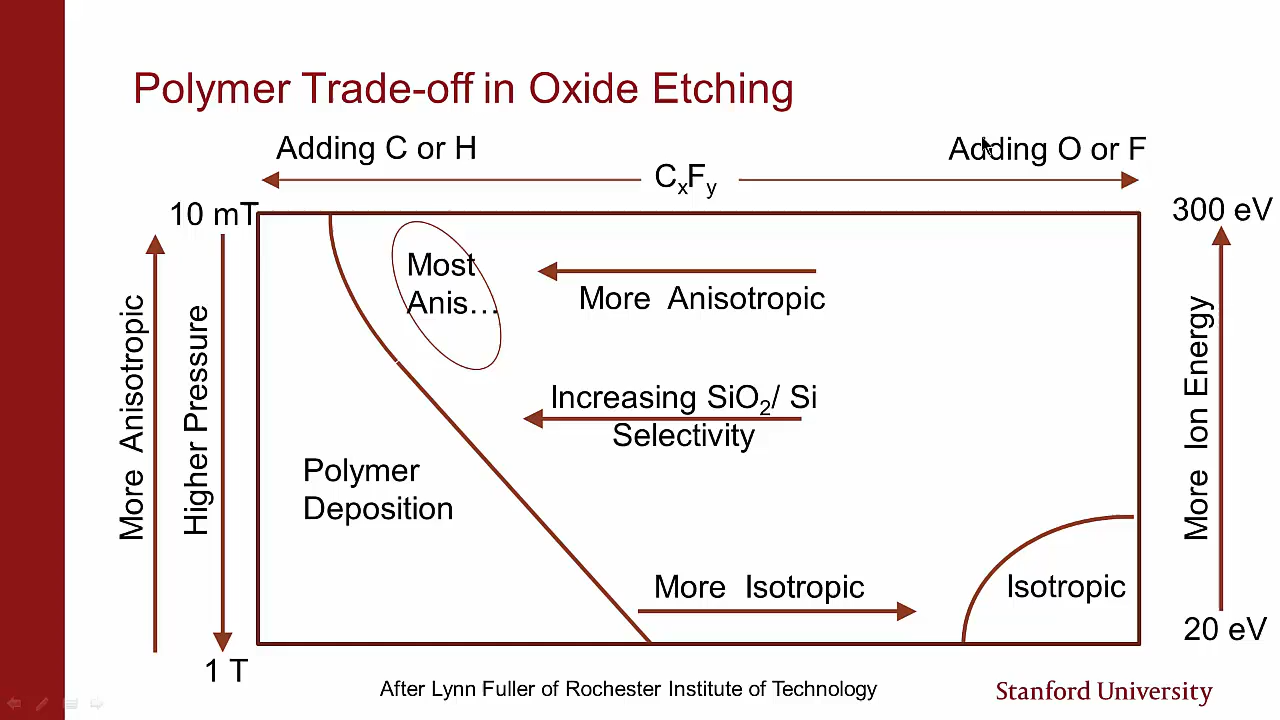 Polymer Trade-off in Oxide Etching
Adding C or H
CxFy
Adding O or F
10 mT
300 eV
Most
Anis…
More Anisotropic
More Anisotropic
Higher Pressure
Increasing SiO2/ Si
Selectivity
More Ion Energy
Polymer
Deposition
More Isotropic
Isotropic
20 eV
1 T
After Lynn Fuller of Rochester Institute of Technology
Stanford University